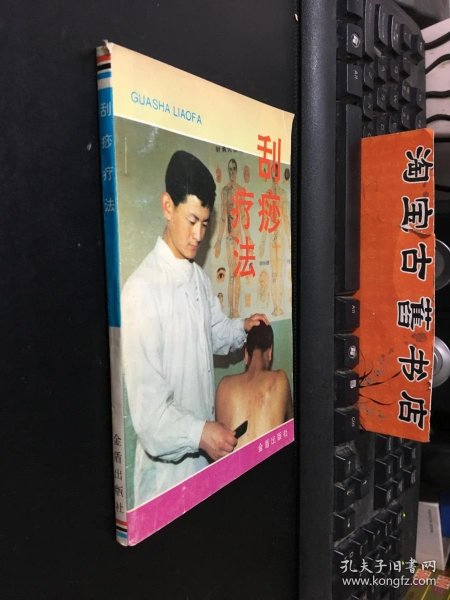 GUASHA LIAOFA
刮痧
疗法
金盾出版社
刮痧疗法
金盾出版社
淘宝古舊书店
孔夫子旧书网
www.kongfz.com